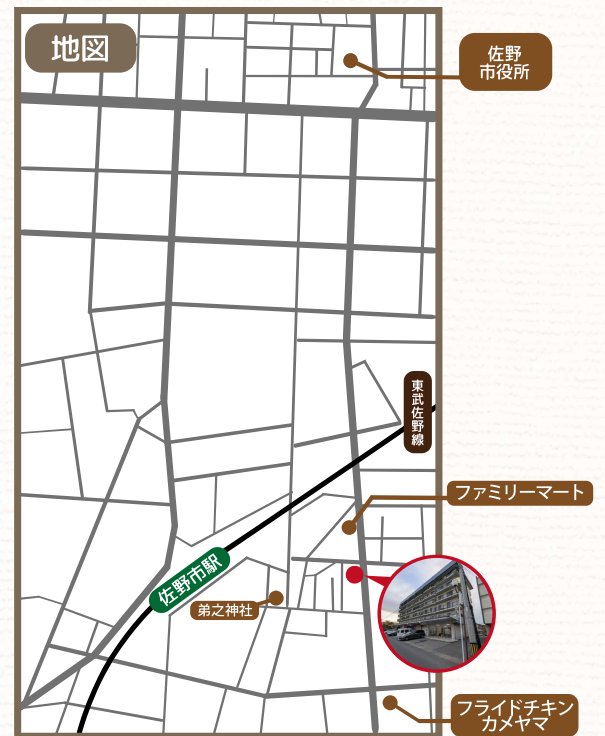 地図
佐野
市役所
東武佐野線
ファミリーマート
佐野市駅
弟之神社
フライドチキン
カメヤマ